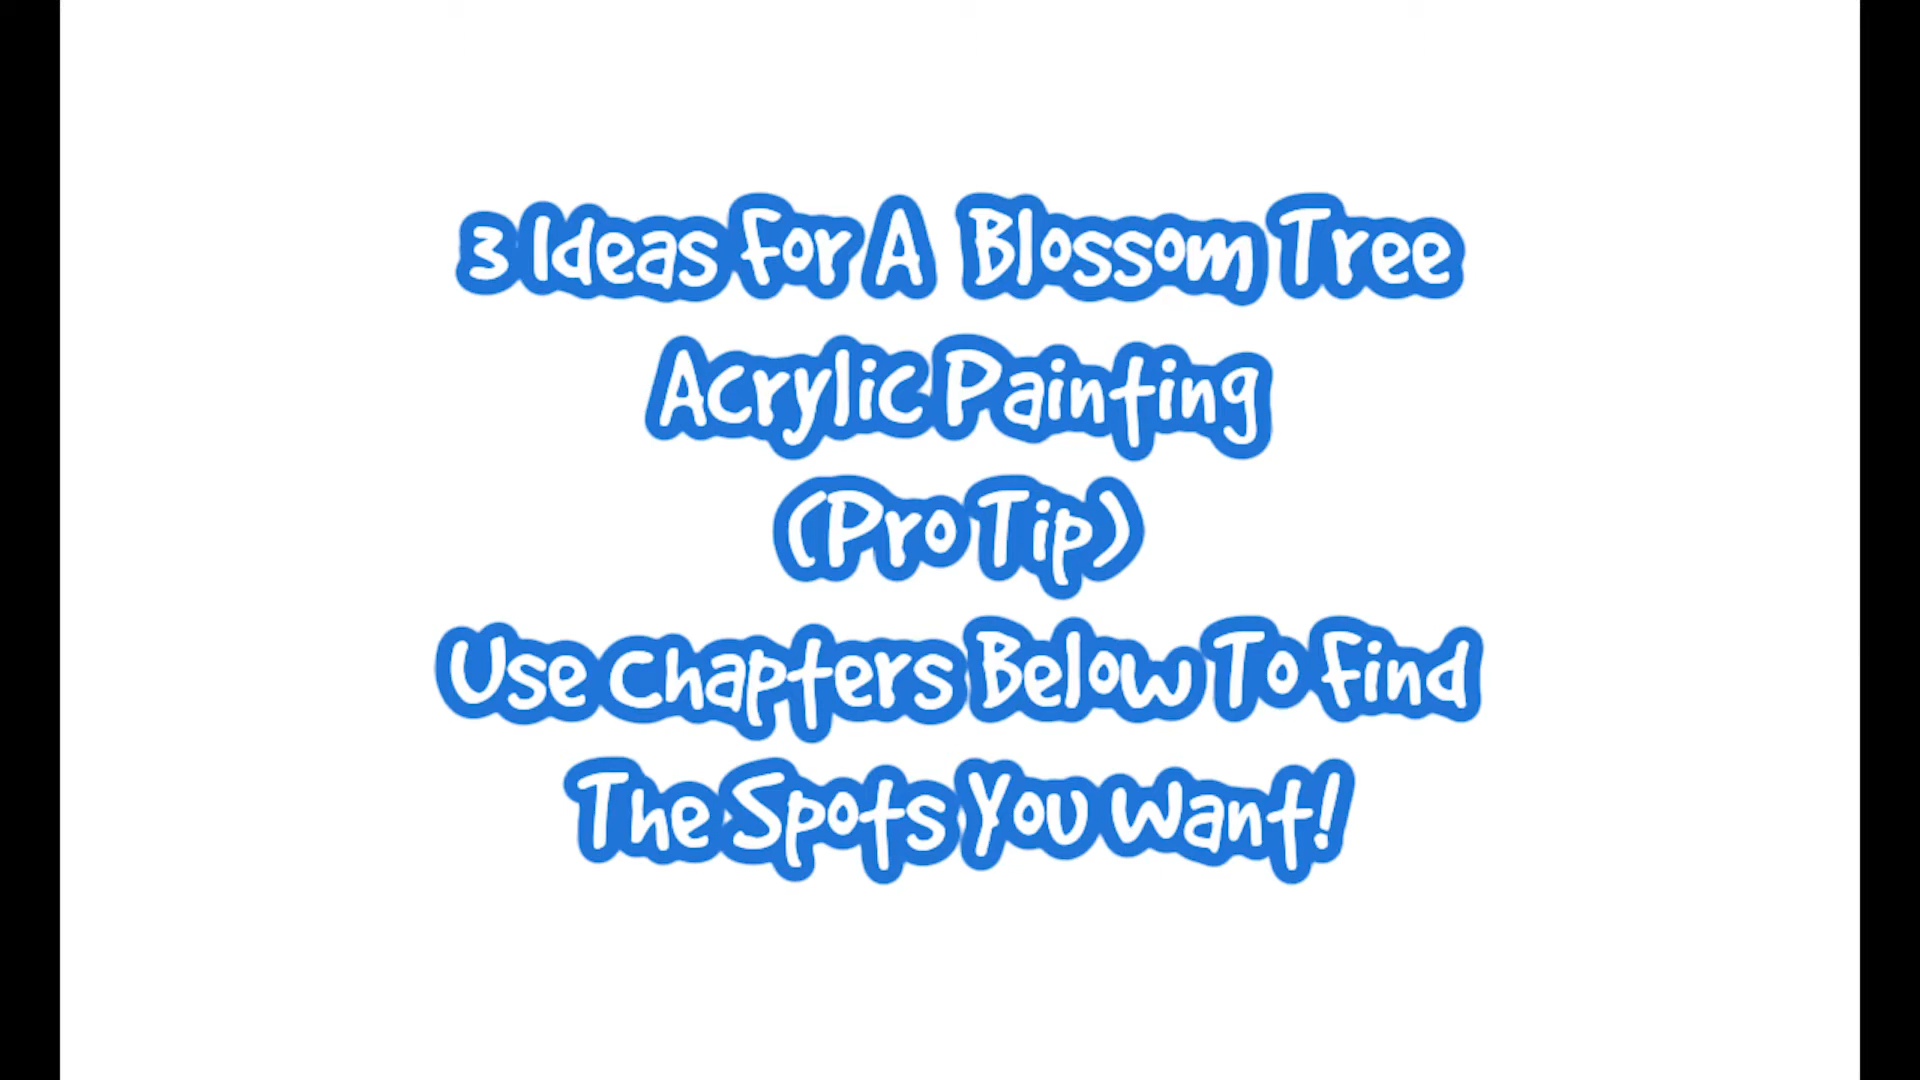 3 Ideas For A Blossom Tree
Acrylic Painting
(Pro Tip)
Use Chapters Below To Find
The Spots You Want!